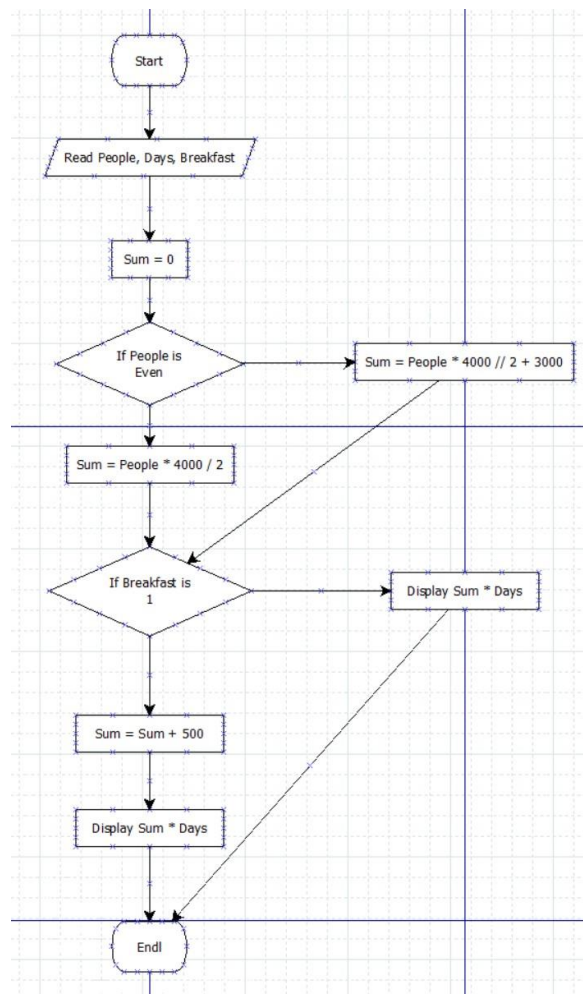 Start
Read People, Days, Breakfast
Sum = 0
If People is
Even
Sum = People * 4000 // 2 + 3000
Sum = People * 4000 / 2
If Breakfast is
1
Display Sum * Days
Sum = Sum + 500
Display Sum * Days
Endl